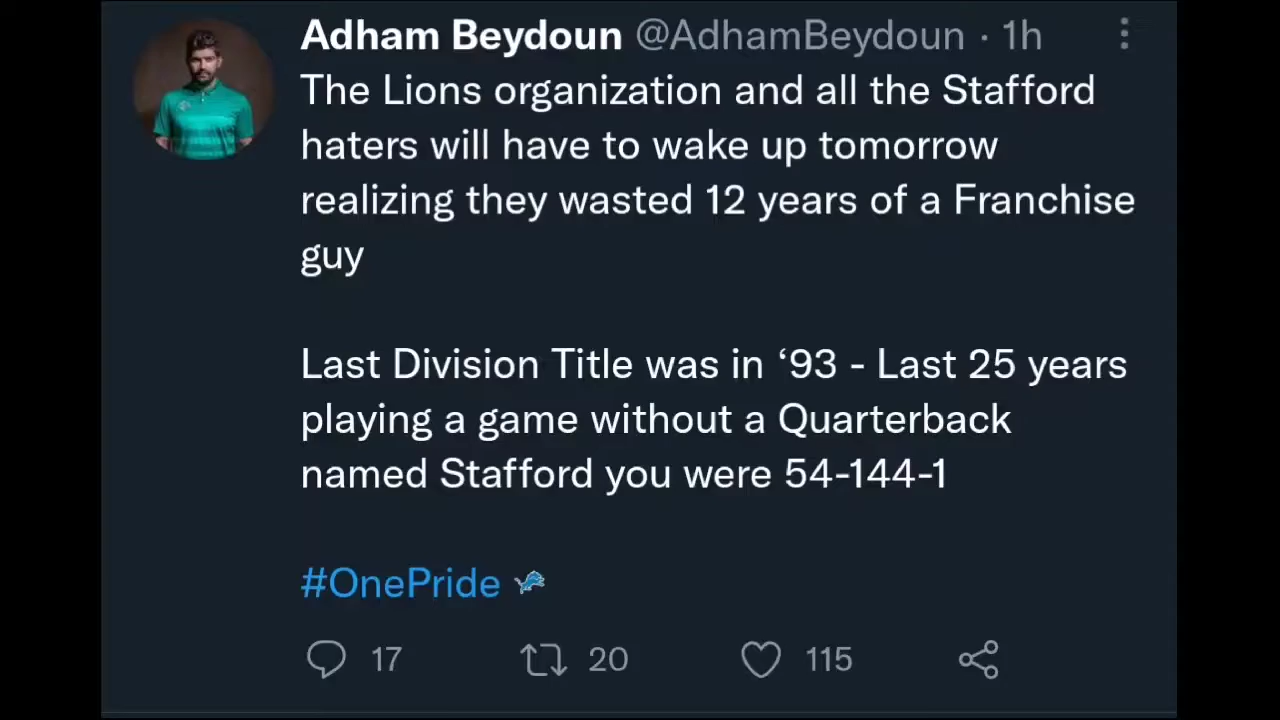 Adham Beydoun @AdhamBeydoun · 1h
The Lions organization and all the Stafford
haters will have to wake up tomorrow
realizing they wasted 12 years of a Franchise
guy
Last Division Title was in ‘93 - Last 25 years
playing a game without a Quarterback
named Stafford you were 54-144-1
#OnePride
17 20 115